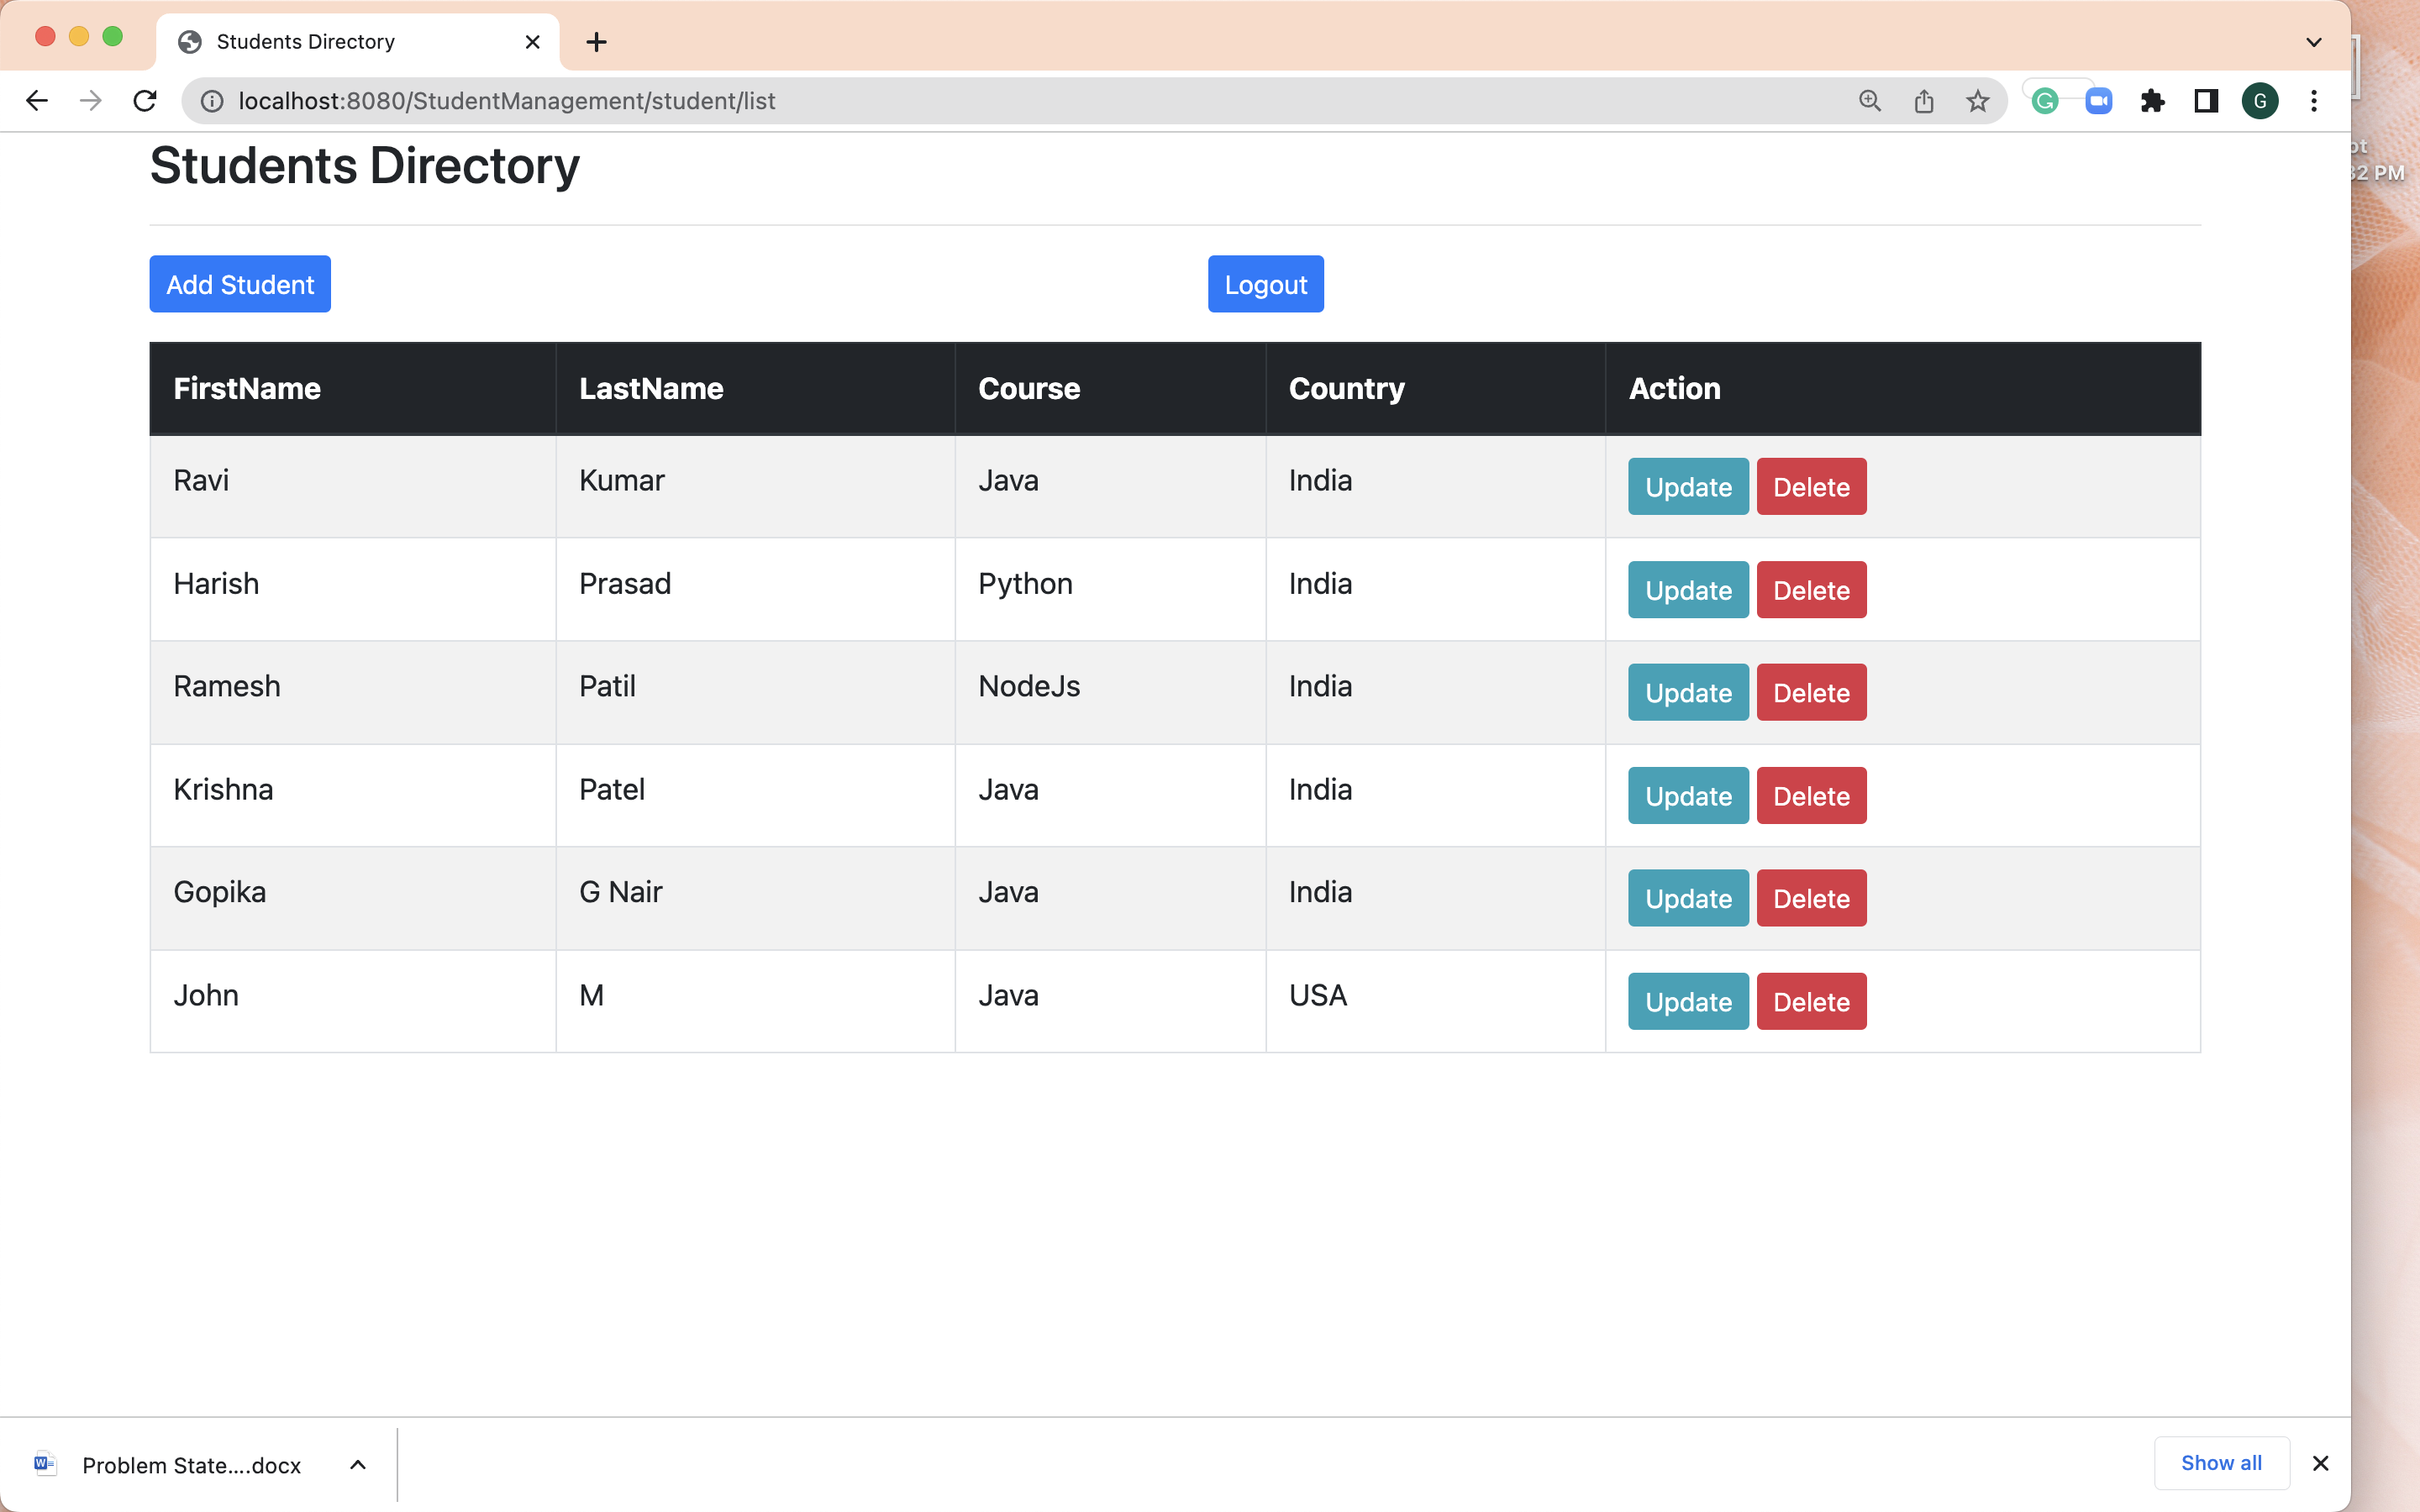 Students Directory
localhost:8080/StudentManagement/student/list
G
G
Students Directory
32 PM
Add Student Logout
FirstName LastName Course Country Action
Ravi Kumar Java India Update Delete
Harish Prasad Python India Update Delete
Ramesh Patil NodeJs India Update Delete
Krishna Patel Java India Update Delete
Gopika G Nair Java India Update Delete
John M Java USA Update Delete
W
Problem State....docx Show all